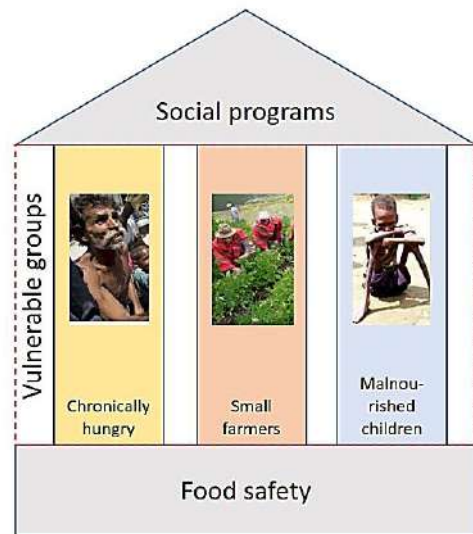 Social programs
Vulnerable groups
Chronically
hungry
Small
farmers
Malnou-
rished
children
Food safety